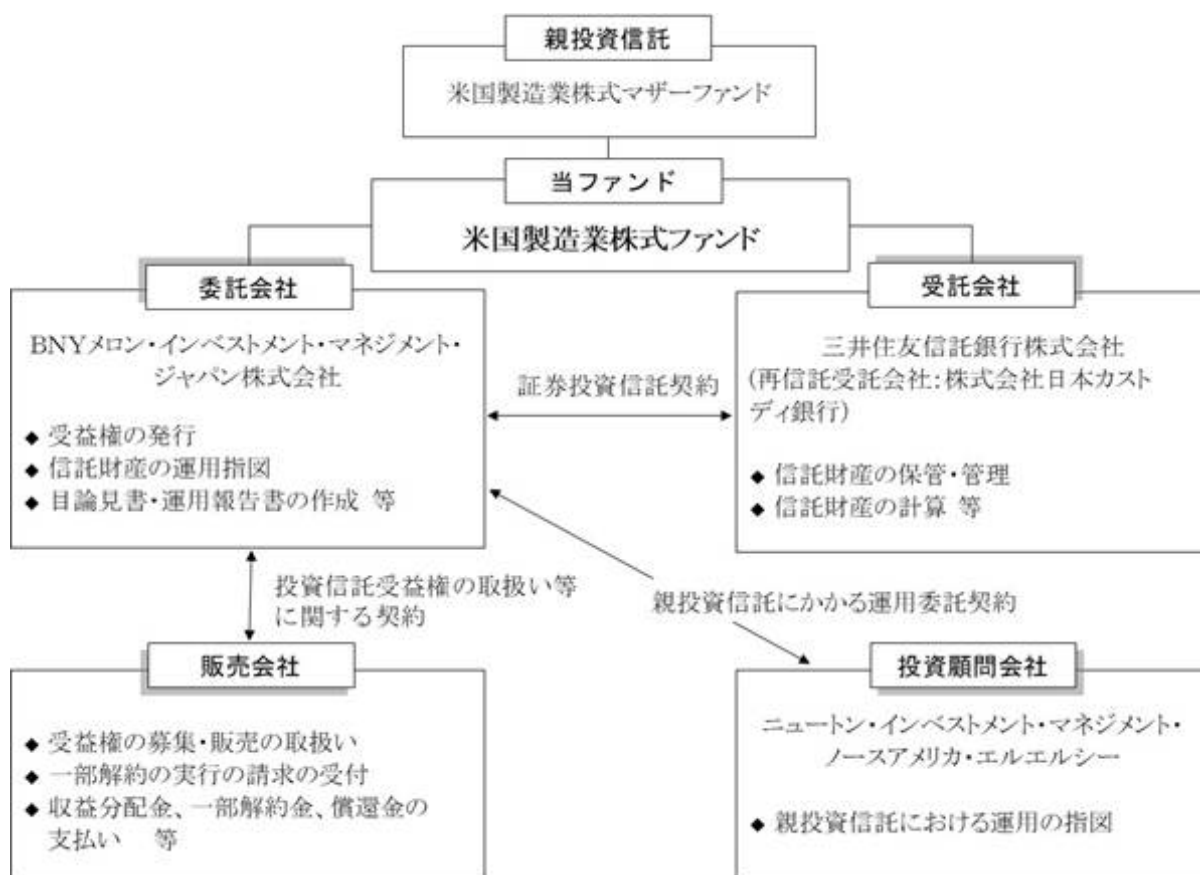 親投資信託
米国製造業株式マザーファンド
当ファンド
米国製造業株式ファンド
委託会社
BNYメロン・インベストメント・マネジメント・
ジャパン株式会社
◆ 受益権の発行
◆ 信託財産の運用指図
◆ 目論見書・運用報告書の作成 等
証券投資信託契約
受託会社
三井住友信託銀行株式会社
(再信託受託会社:株式会社日本カスト
ディ銀行)
◆ 信託財産の保管・管理
◆ 信託財産の計算 等
投資信託受益権の取扱い等
に関する契約
親投資信託にかかる運用委託契約
販売会社
◆ 受益権の募集・販売の取扱い
◆ 一部解約の実行の請求の受付
◆ 収益分配金、一部解約金、償還金の
支払い 等
投資顧問会社
ニュートン・インベストメント・マネジメント・
ノースアメリカ・エルエルシー
◆ 親投資信託における運用の指図